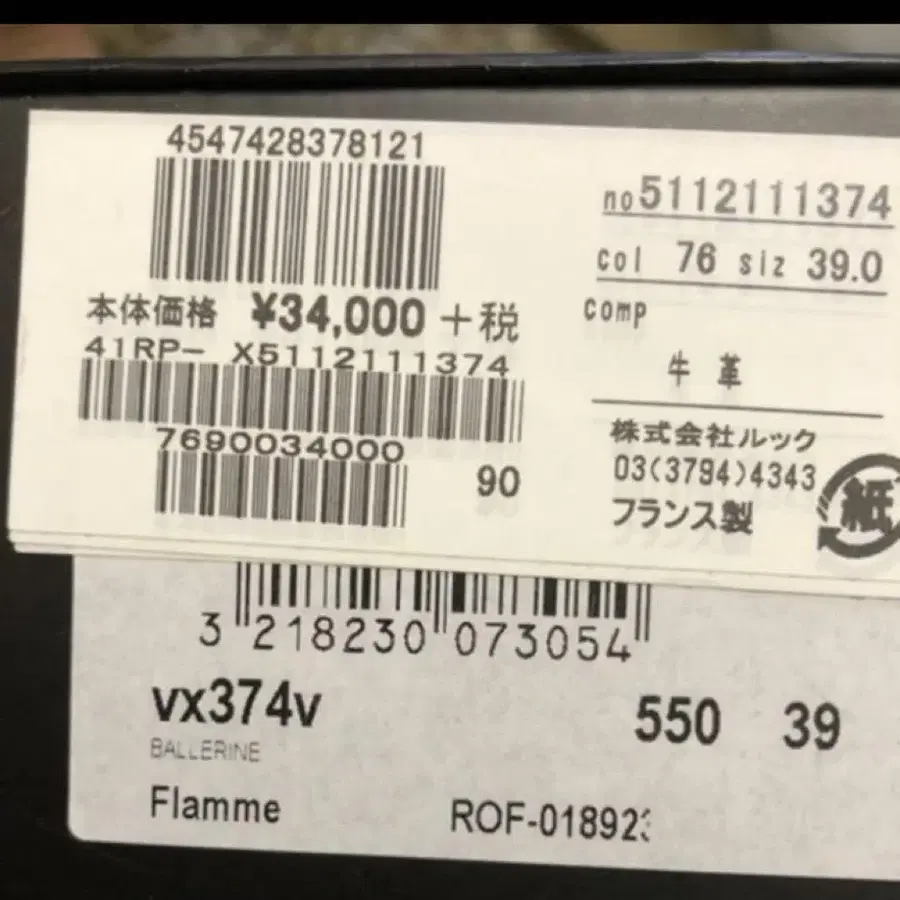 4547428378121
本体価格 ¥34,000 +税
41RP- X5112111374
7690034000
90
no5112111374
col 76 siz 39.0
comp
牛 革
株式会社ルック
03(3794)4343
フランス製
紙
3 218230 073054
vx374v 550 39
BALLERINE
Flamme ROF-018923